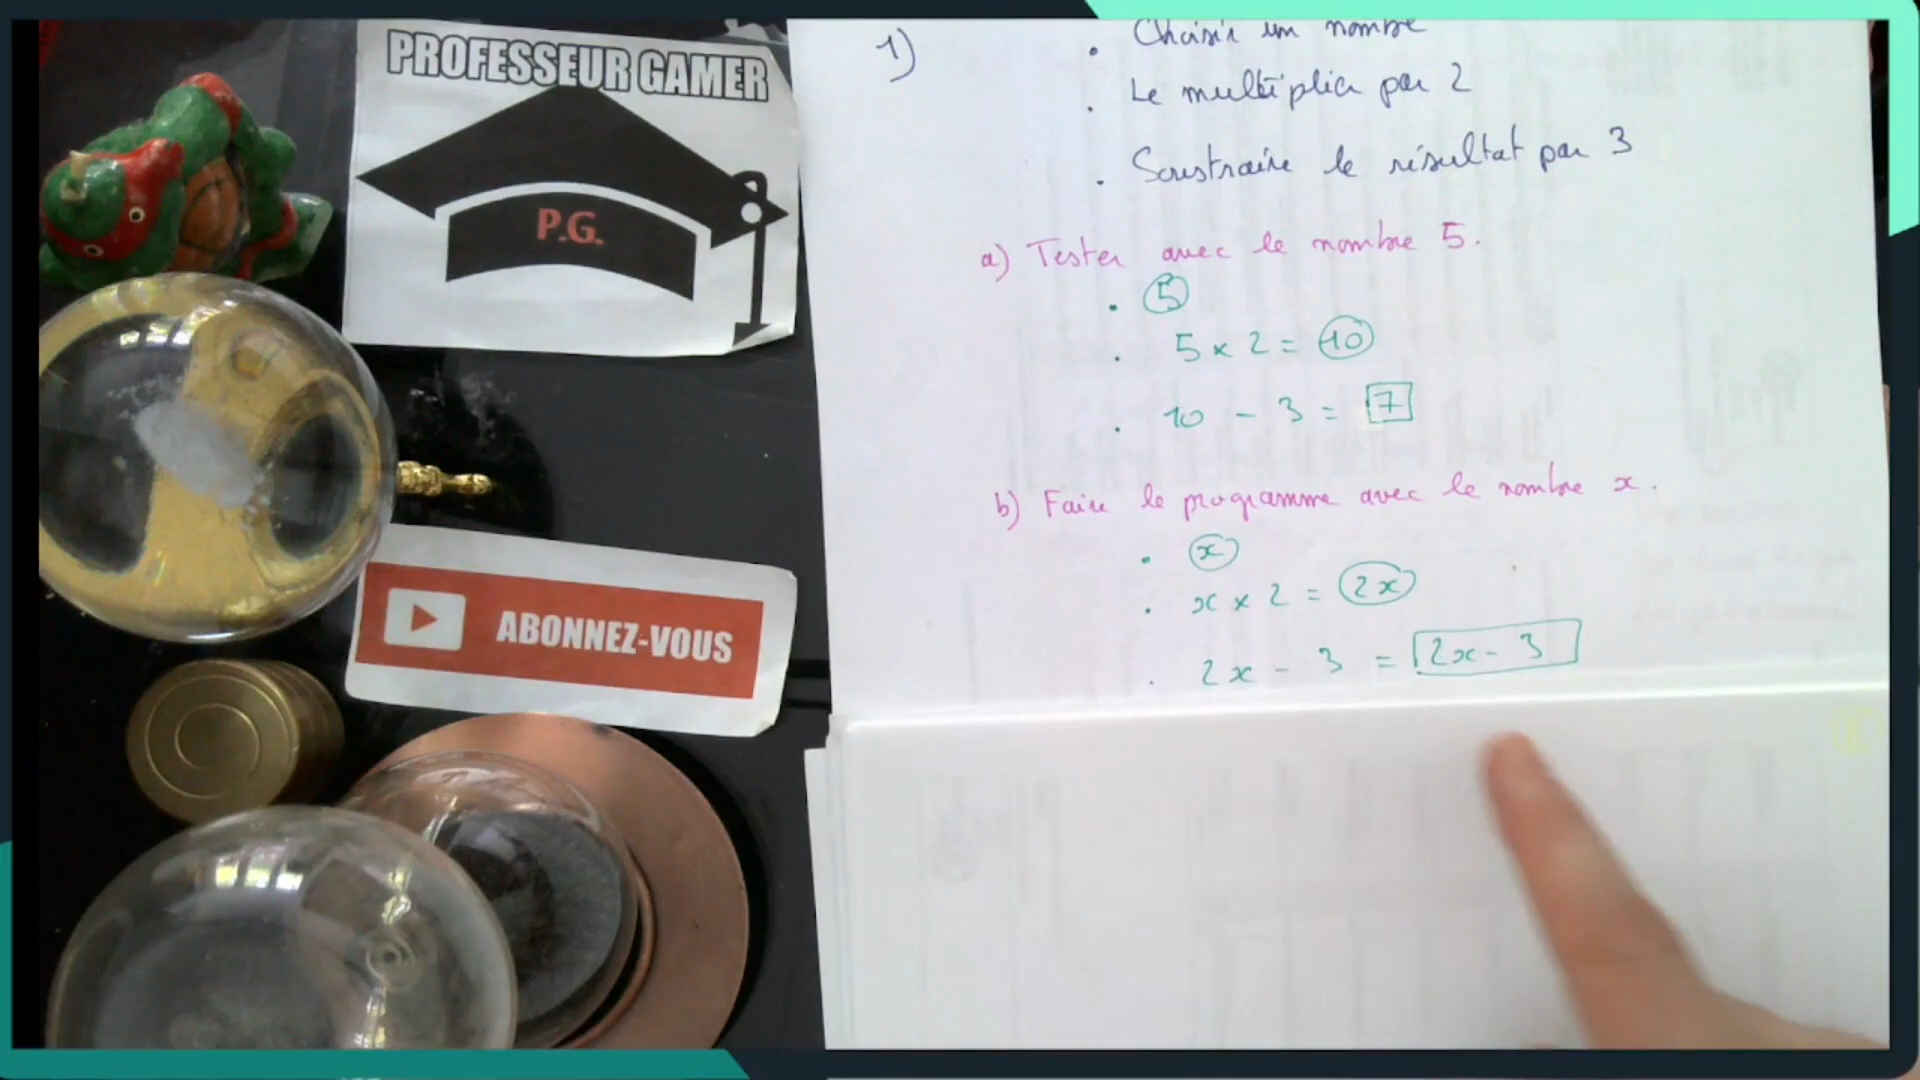 PROFESSEUR GAMER
P.G.
ABONNEZ-VOUS
1)
. Choisir un nombre
. Le multiplier par 2
. Soustraire le résultat par 3
a) Tester avec le nombre 5.
. 5
. 5 x 2 = 10
. 10 - 3 = 7
b) Faire le programme avec le nombre x.
. x
. x x 2 = 2x
. 2x - 3 = 2x - 3